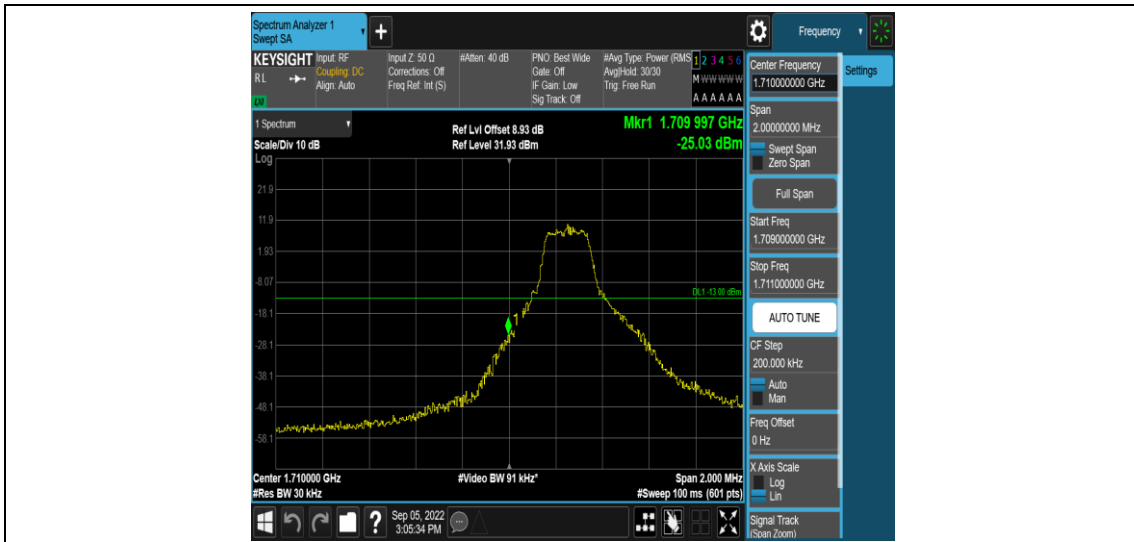 Spectrum Analyzer 1
Swept SA
+
Frequency
KEYSIGHT
RL
LXI
Input: RF
Coupling: DC
Align: Auto
Input Z: 50 Ω
Corrections: Off
Freq Ref: Int (S)
#Atten: 40 dB
PNO: Best Wide
Gate: Off
IF Gain: Low
Sig Track: Off
#Avg Type: Power (RMS
Avg|Hold: 30/30
Trig: Free Run
1 2 3 4 5 6
M W W W W W
A A A A A A
1 Spectrum
Scale/Div 10 dB
Log
Ref Lvl Offset 8.93 dB
Ref Level 31.93 dBm
Mkr1 1.709 997 GHz
-25.03 dBm
21.9
11.9
1.93
-8.07
-18.1
-28.1
-38.1
-48.1
-58.1
DL1 -13.00 dBm
1
Center 1.710000 GHz
#Res BW 30 kHz
#Video BW 91 kHz*
Span 2.000 MHz
#Sweep 100 ms (601 pts)
Center Frequency
1.710000000 GHz
Settings
Span
2.00000000 MHz
Swept Span
Zero Span
Full Span
Start Freq
1.709000000 GHz
Stop Freq
1.711000000 GHz
AUTO TUNE
CF Step
200.000 kHz
Auto
Man
Freq Offset
0 Hz
X Axis Scale
Log
Lin
Signal Track
(Span Zoom)
?
Sep 05, 2022
3:05:34 PM